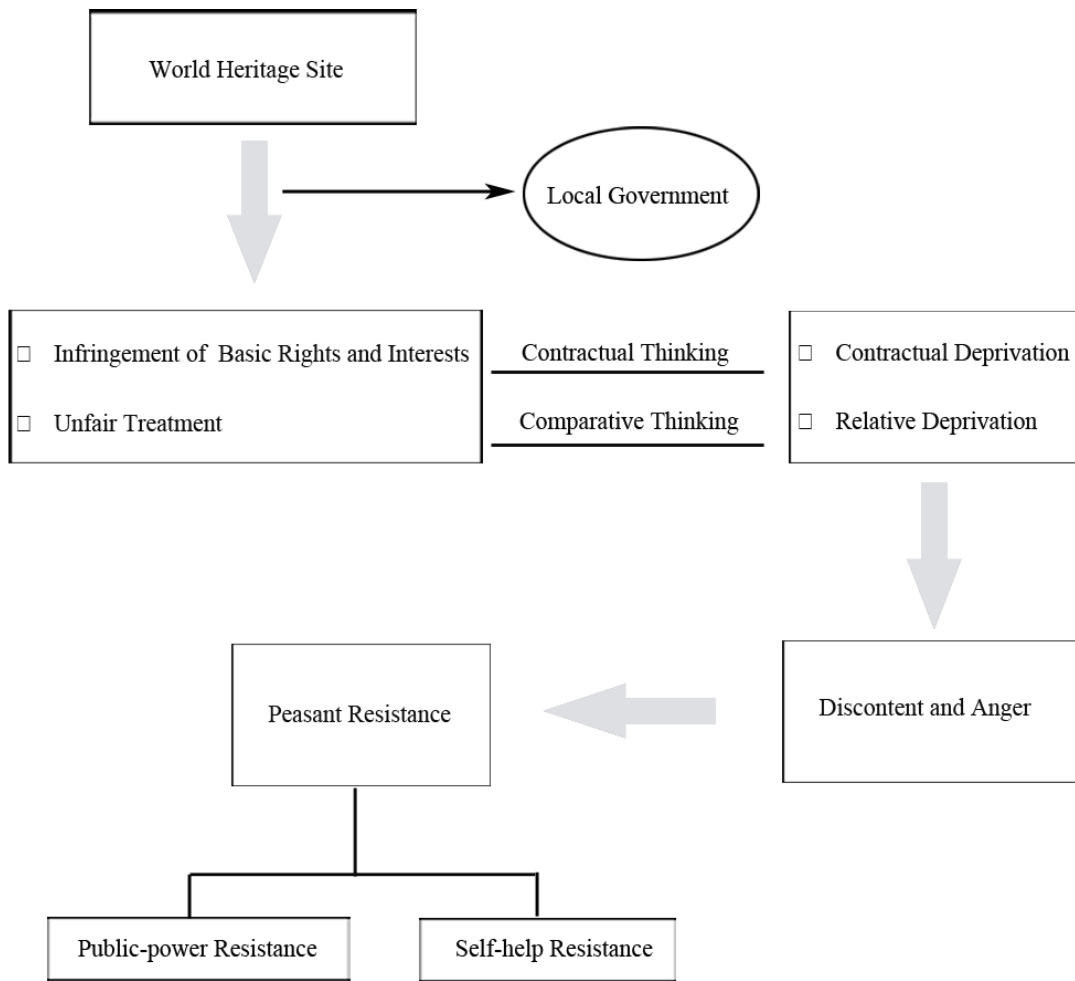 World Heritage Site
Local Government
□ Infringement of Basic Rights and Interests
□ Unfair Treatment
Contractual Thinking
Comparative Thinking
□ Contractual Deprivation
□ Relative Deprivation
Discontent and Anger
Peasant Resistance
Public-power Resistance
Self-help Resistance